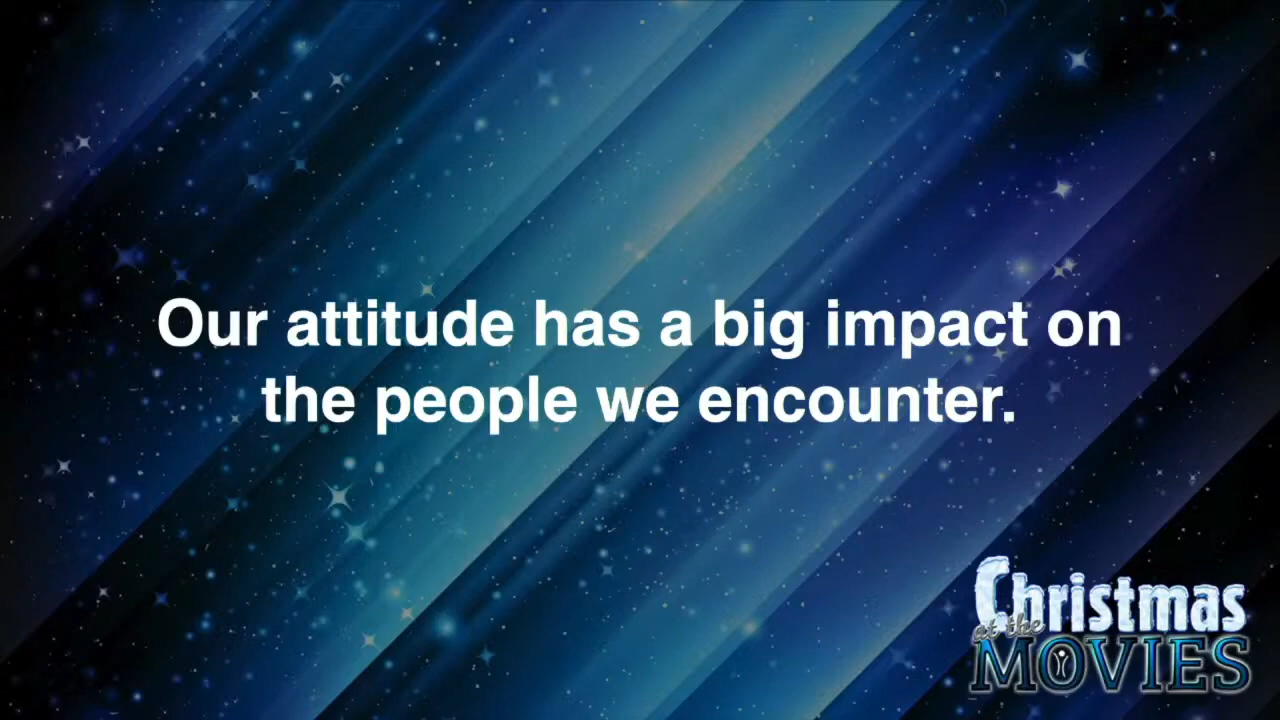 Our attitude has a big impact on
the people we encounter.
Christmas
at the
MOVIES